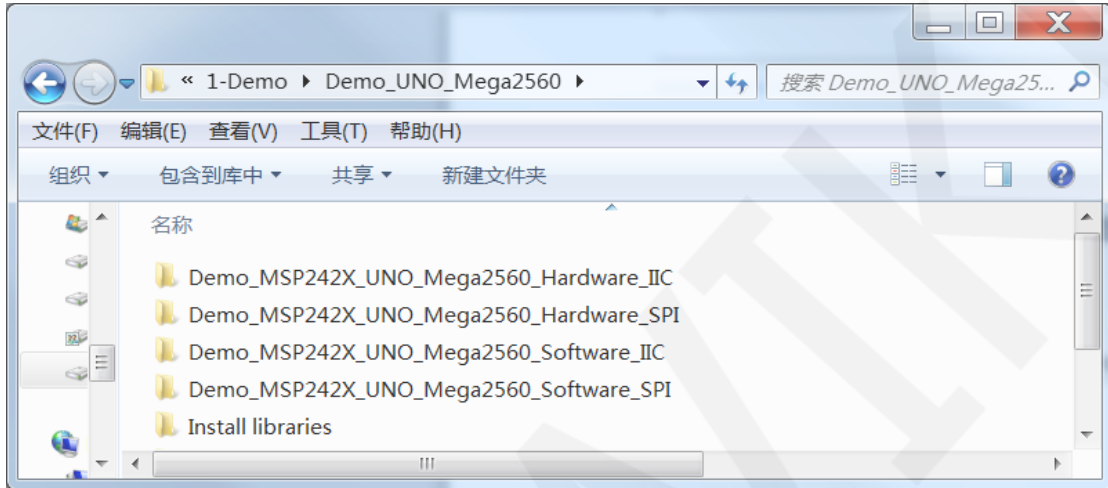 « 1-Demo ▸ Demo_UNO_Mega2560 ▸ 搜索 Demo_UNO_Mega25...
文件(F) 编辑(E) 查看(V) 工具(T) 帮助(H)
组织 包含到库中 共享 新建文件夹
名称
Demo_MSP242X_UNO_Mega2560_Hardware_IIC
Demo_MSP242X_UNO_Mega2560_Hardware_SPI
Demo_MSP242X_UNO_Mega2560_Software_IIC
Demo_MSP242X_UNO_Mega2560_Software_SPI
Install libraries